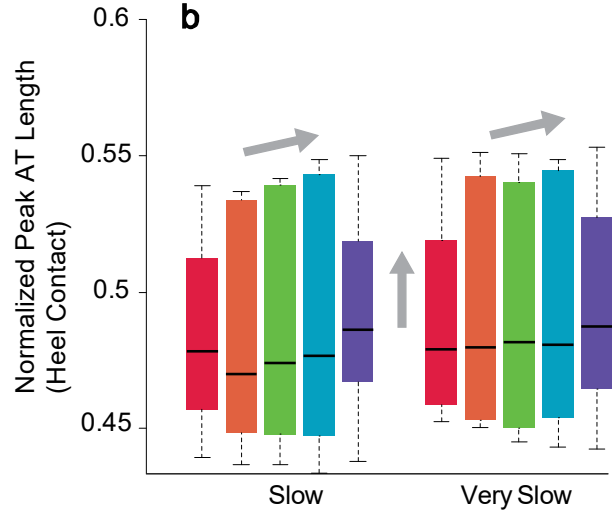 b
Normalized Peak AT Length
(Heel Contact)
0.6
0.55
0.5
0.45
Slow
Very Slow